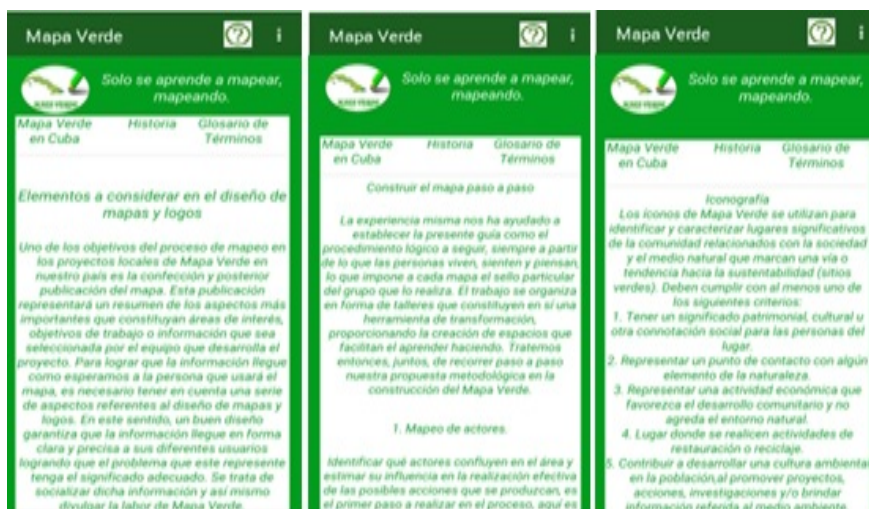 Mapa Verde
Solo se aprende a mapear,
mapeando.
Mapa Verde
en Cuba
Historia
Glosario de
Términos
Elementos a considerar en el diseño de
mapas y logos
Uno de los objetivos del proceso de mapeo en
los proyectos locales de Mapa Verde en
nuestro país es la confección y posterior
publicación del mapa. Esta publicación
representará un resumen de los aspectos más
importantes que constituyan áreas de interés,
objetivos de trabajo o información que sea
seleccionada por el equipo que desarrolla el
proyecto. Para lograr que la información llegue
como esperamos a la persona que usará el
mapa, es necesario tener en cuenta una serie
de aspectos referentes al diseño de mapas y
logos. En este sentido, un buen diseño
garantiza que la información llegue en forma
clara y precisa a sus diferentes usuarios
logrando que el problema que este represente
tenga el significado adecuado. Se trata de
socializar dicha información y así mismo
divulgar la labor de Mapa Verde.
Mapa Verde
Solo se aprende a mapear,
mapeando.
Mapa Verde
en Cuba
Historia
Glosario de
Términos
Construir el mapa paso a paso
La experiencia misma nos ha ayudado a
establecer la presente guía como el
procedimiento lógico a seguir, siempre a partir
de lo que las personas viven, sienten y piensan,
lo que impone a cada mapa el sello particular
del grupo que lo realiza. El trabajo se organiza
en forma de talleres que constituyen en sí una
herramienta de transformación,
proporcionando la creación de espacios que
facilitan el aprender haciendo. Tratemos
entonces, juntos, de recorrer paso a paso
nuestra propuesta metodológica en la
construcción del Mapa Verde.
1. Mapeo de actores.
Identificar qué actores confluyen en el área y
estimar su influencia en la realización efectiva
de las posibles acciones que se produzcan, es
el primer paso a realizar en el proceso, aquí es
Mapa Verde
Solo se aprende a mapear,
mapeando.
Mapa Verde
en Cuba
Historia
Glosario de
Términos
Iconografía
Los íconos de Mapa Verde se utilizan para
identificar y caracterizar lugares significativos
de la comunidad relacionados con la sociedad
y el medio natural que marcan una vía o
tendencia hacia la sustentabilidad (sitios
verdes). Deben cumplir con al menos uno de
los siguientes criterios:
1. Tener un significado patrimonial, cultural u
otra connotación social para las personas del
lugar.
2. Representar un punto de contacto con algún
elemento de la naturaleza.
3. Representar una actividad económica que
favorezca el desarrollo comunitario y no
agreda el entorno natural.
4. Lugar donde se realicen actividades de
restauración o reciclaje.
5. Contribuir a desarrollar una cultura ambiental
en la población,al promover proyectos,
acciones, investigaciones y/o brindar
información referida al medio ambiente